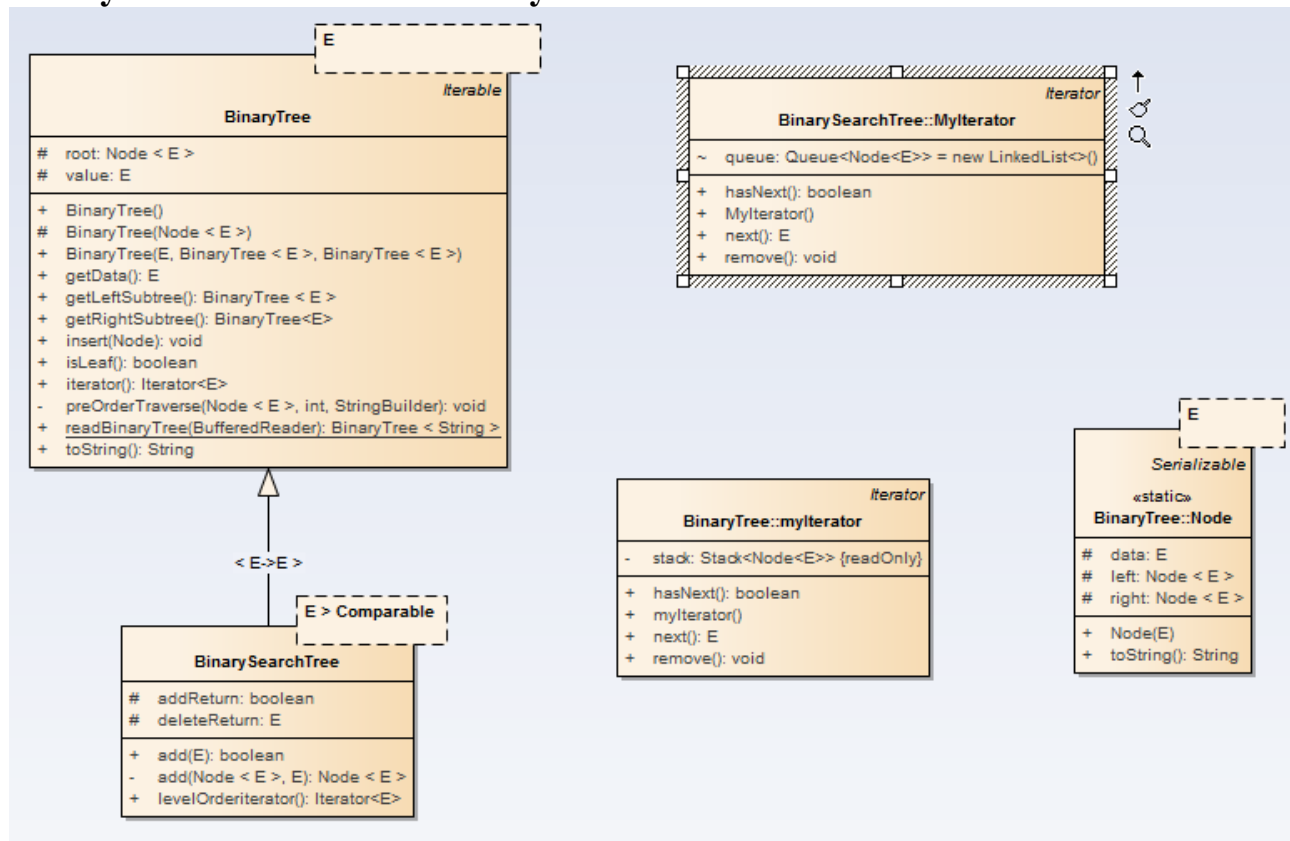 E
Iterable
BinaryTree
# root: Node < E >
# value: E
+ BinaryTree()
# BinaryTree(Node < E >)
+ BinaryTree(E, BinaryTree < E >, BinaryTree < E >)
+ getData(): E
+ getLeftSubtree(): BinaryTree < E >
+ getRightSubtree(): BinaryTree<E>
+ insert(Node): void
+ isLeaf(): boolean
+ iterator(): Iterator<E>
- preOrderTraverse(Node < E >, int, StringBuilder): void
+ readBinaryTree(BufferedReader): BinaryTree < String >
+ toString(): String
< E->E >
E > Comparable
BinarySearchTree
# addReturn: boolean
# deleteReturn: E
+ add(E): boolean
- add(Node < E >, E): Node < E >
+ levelOrderiterator(): Iterator<E>
Iterator
BinarySearchTree::MyIterator
~ queue: Queue<Node<E>> = new LinkedList<>()
+ hasNext(): boolean
+ MyIterator()
+ next(): E
+ remove(): void
Iterator
BinaryTree::myIterator
- stack: Stack<Node<E>> {readOnly}
+ hasNext(): boolean
+ myIterator()
+ next(): E
+ remove(): void
E
Serializable
«static»
BinaryTree::Node
# data: E
# left: Node < E >
# right: Node < E >
+ Node(E)
+ toString(): String